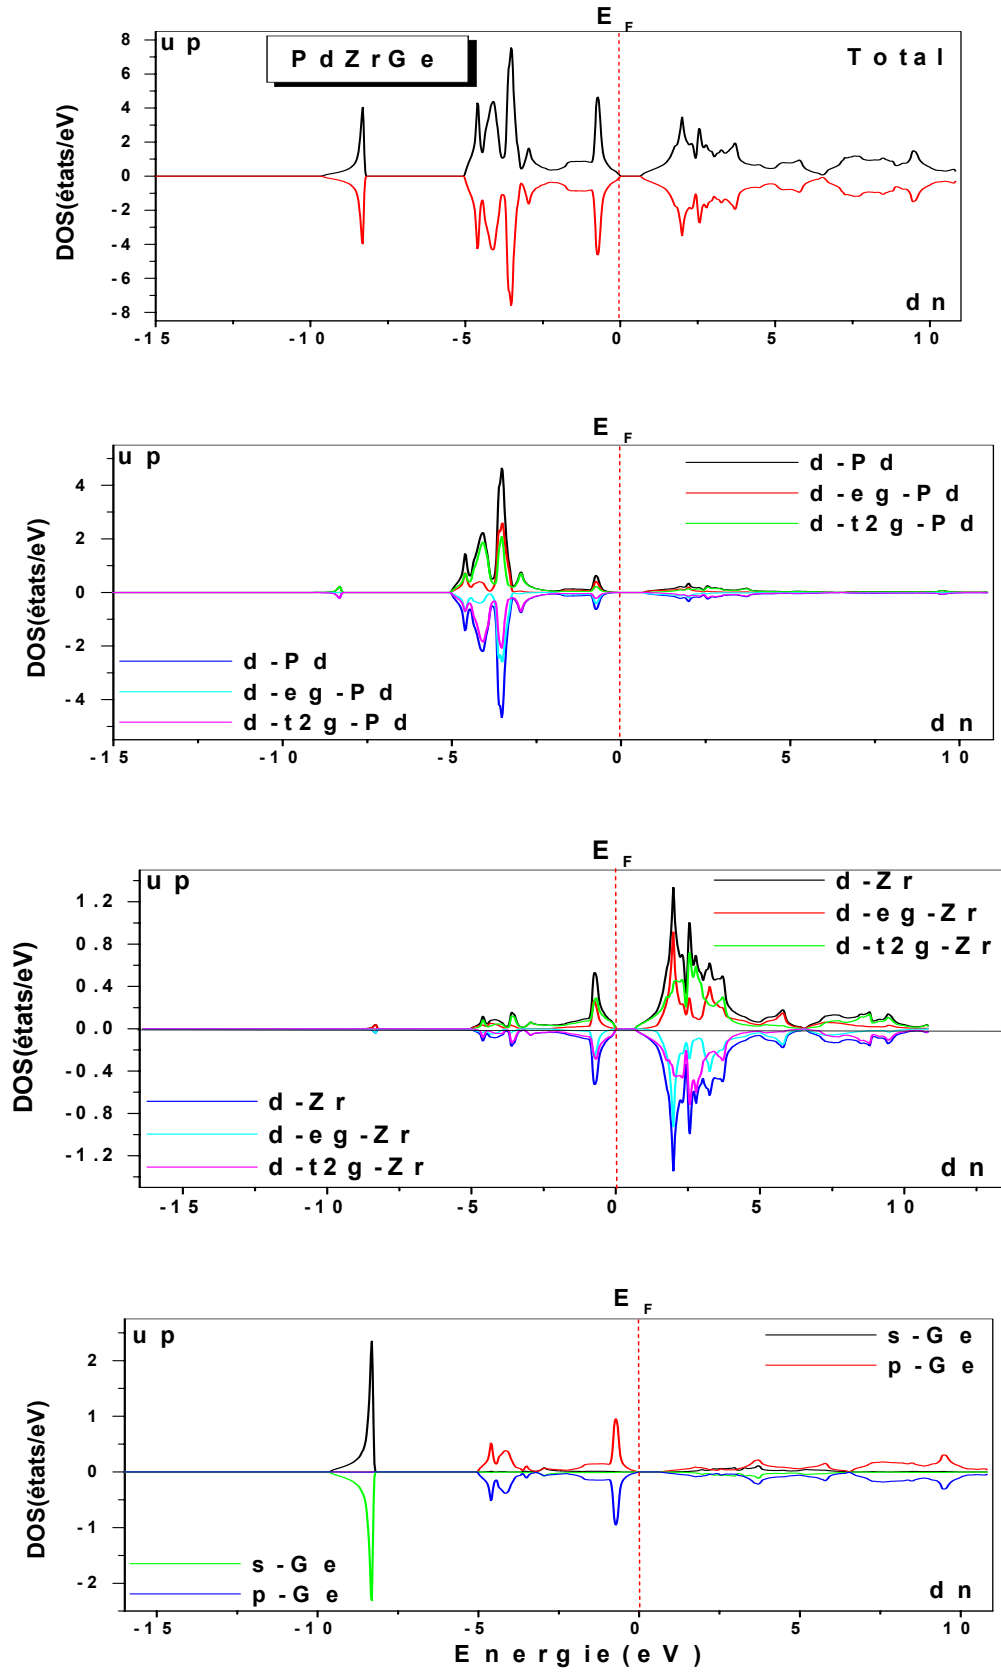 E F
up
PdZrGe
Total
8
6
4
2
0
-2
-4
-6
-8
DOS(états/eV)
dn
-15 -10 -5 0 5 10
E F
up
d-Pd
d-eg-Pd
d-t2g-Pd
4
2
0
-2
-4
DOS(états/eV)
d-Pd
d-eg-Pd
d-t2g-Pd
dn
-15 -10 -5 0 5 10
E F
up
d-Zr
d-eg-Zr
d-t2g-Zr
1.2
0.8
0.4
0.0
-0.4
-0.8
-1.2
DOS(états/eV)
d-Zr
d-eg-Zr
d-t2g-Zr
dn
-15 -10 -5 0 5 10
E F
up
s-Ge
p-Ge
2
1
0
-1
-2
DOS(états/eV)
s-Ge
p-Ge
dn
-15 -10 -5 0 5 10
Energie(eV)